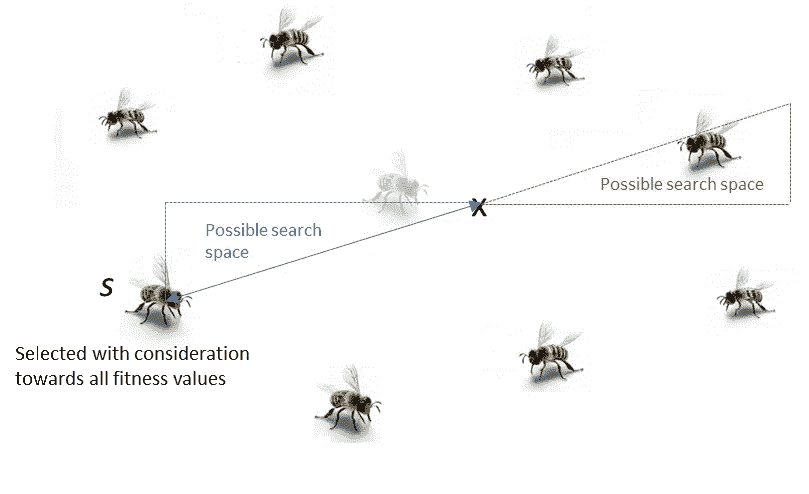 Possible search space
X
Possible search
space
S
Selected with consideration
towards all fitness values